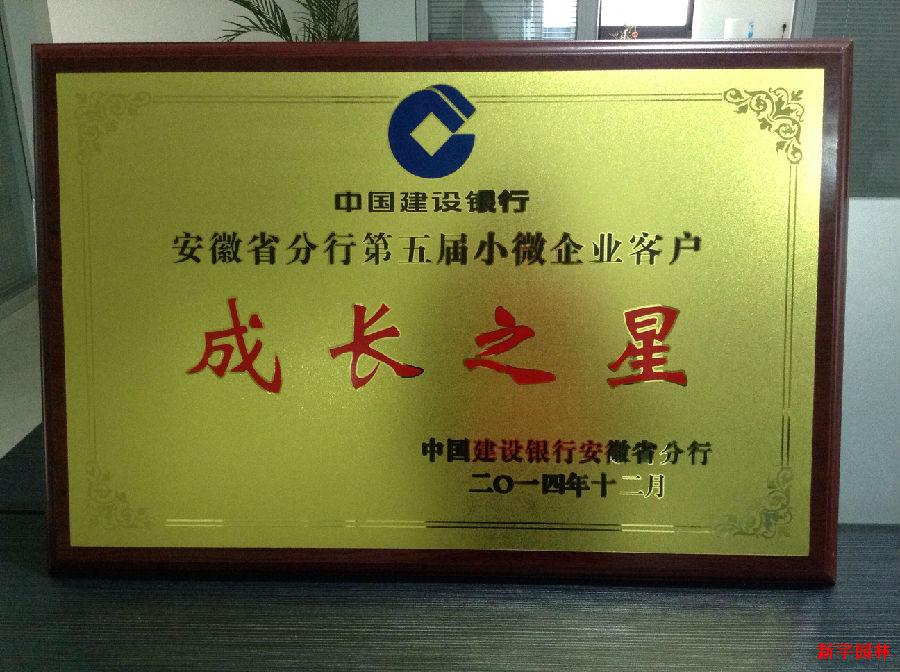 中国建设银行
安徽省分行第五届小微企业客户
成长之星
中国建设银行安徽省分行
二〇一四年十二月
新宇园林